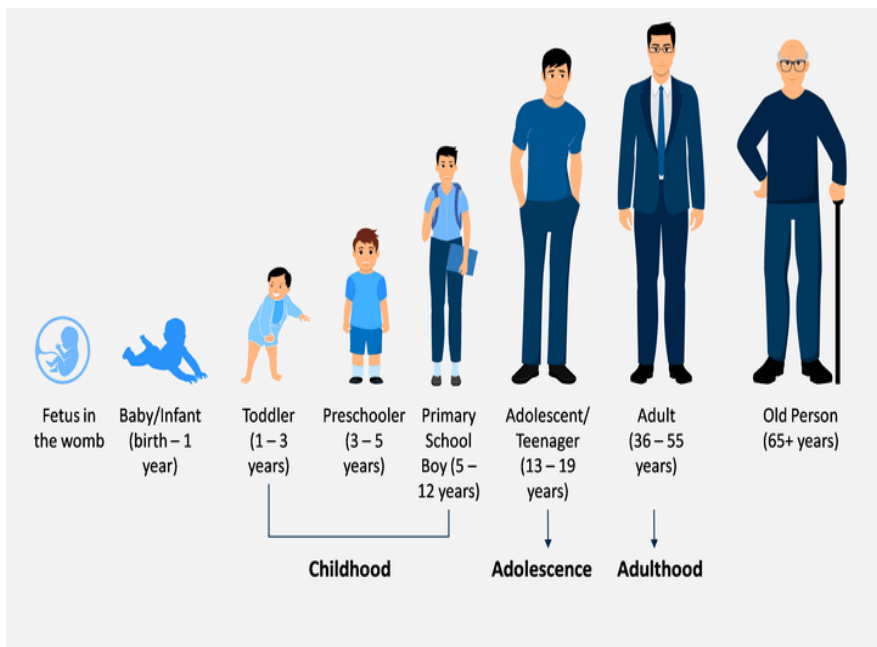 Fetus in
the womb
Baby/Infant
(birth – 1
year)
Toddler
(1 – 3
years)
Preschooler
(3 – 5
years)
Primary
School
Boy (5 –
12 years)
Adolescent/
Teenager
(13 – 19
years)
Adult
(36 – 55
years)
Old Person
(65+ years)
Childhood
Adolescence
Adulthood